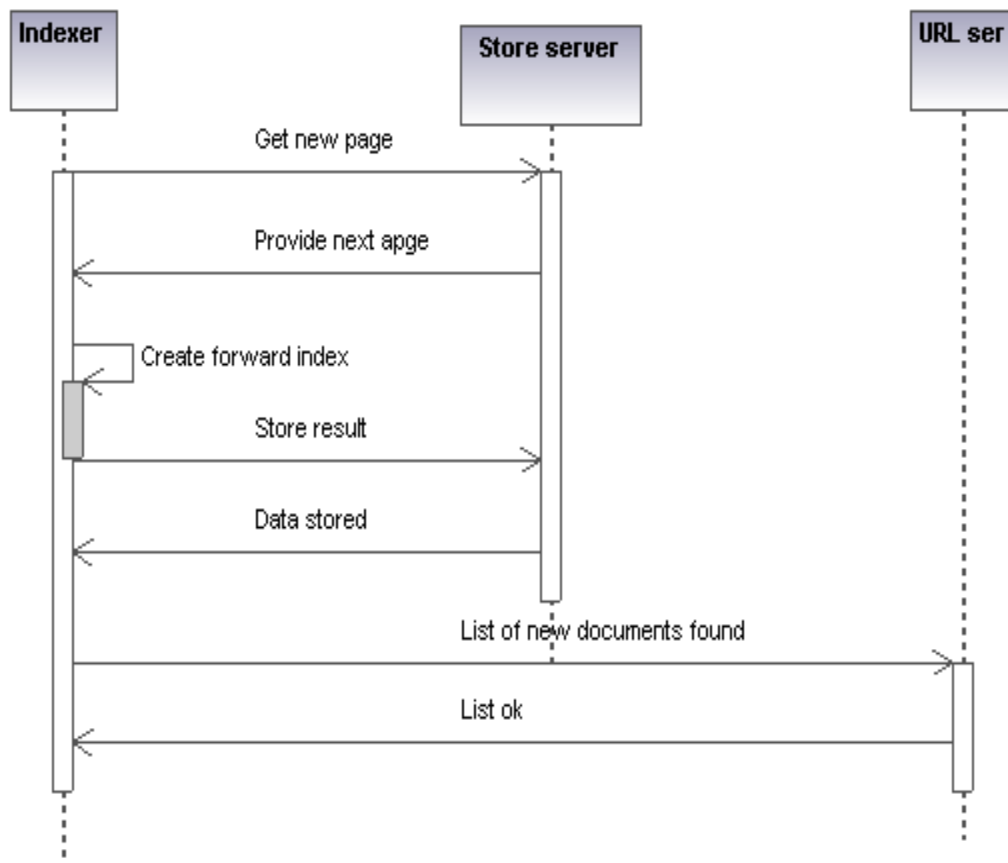 Indexer
Store server
URL ser
Get new page
Provide next apge
Create forward index
Store result
Data stored
List of new documents found
List ok